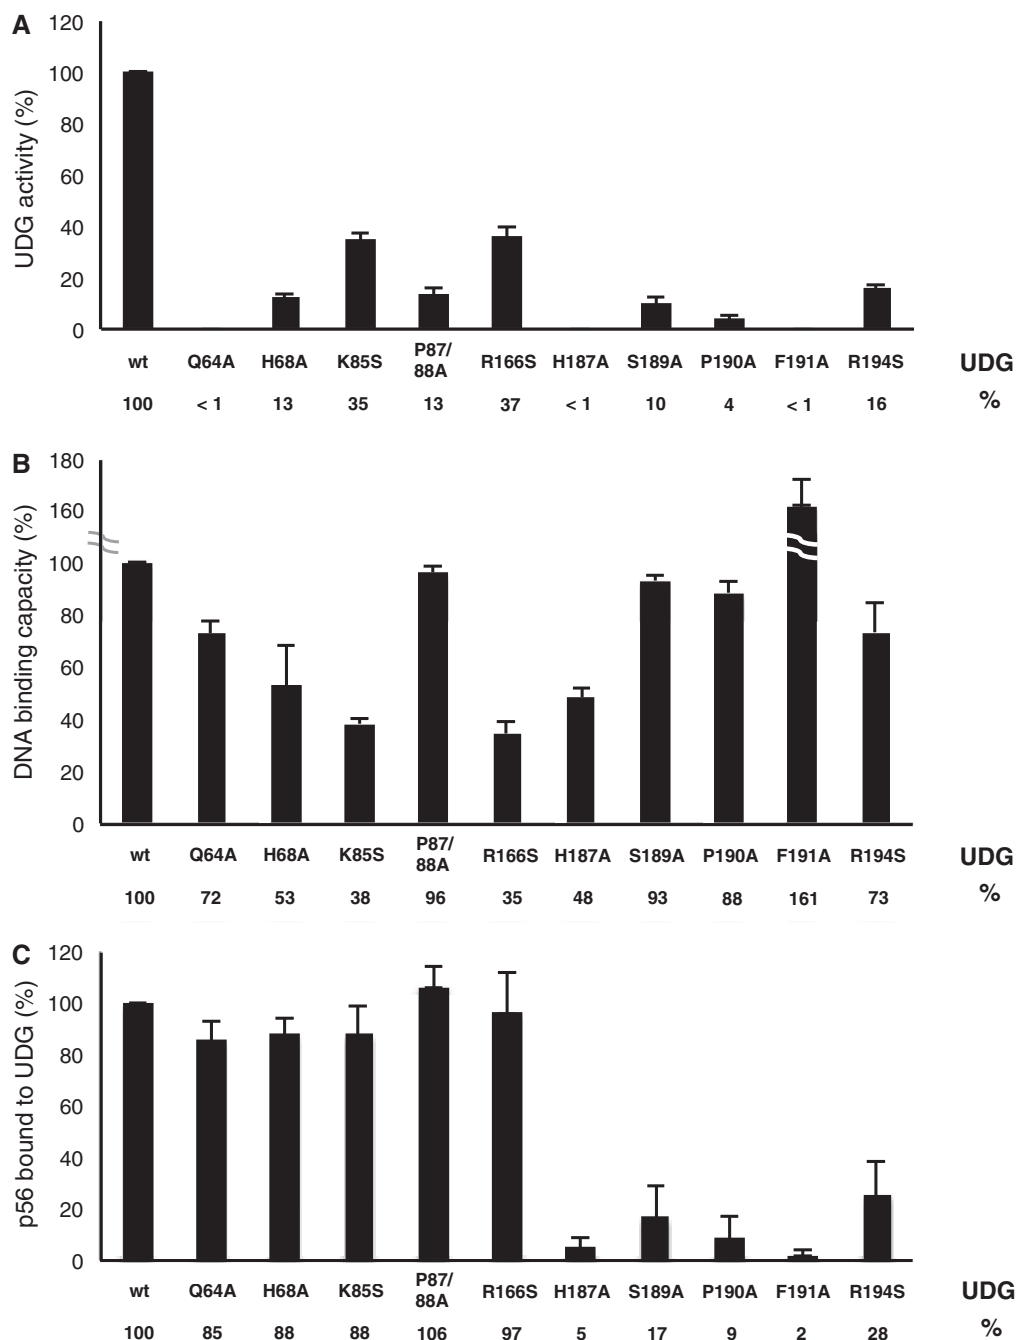 A
UDG activity (%)
120
100
80
60
40
20
0
wt Q64A H68A K85S P87/88A R166S H187A S189A P190A F191A R194S UDG
100 < 1 13 35 13 37 < 1 10 4 < 1 16 %
B
DNA binding capacity (%)
180
160
100
80
60
40
20
0
wt Q64A H68A K85S P87/88A R166S H187A S189A P190A F191A R194S UDG
100 72 53 38 96 35 48 93 88 161 73 %
C
p56 bound to UDG (%)
120
100
80
60
40
20
0
wt Q64A H68A K85S P87/88A R166S H187A S189A P190A F191A R194S UDG
100 85 88 88 106 97 5 17 9 2 28 %